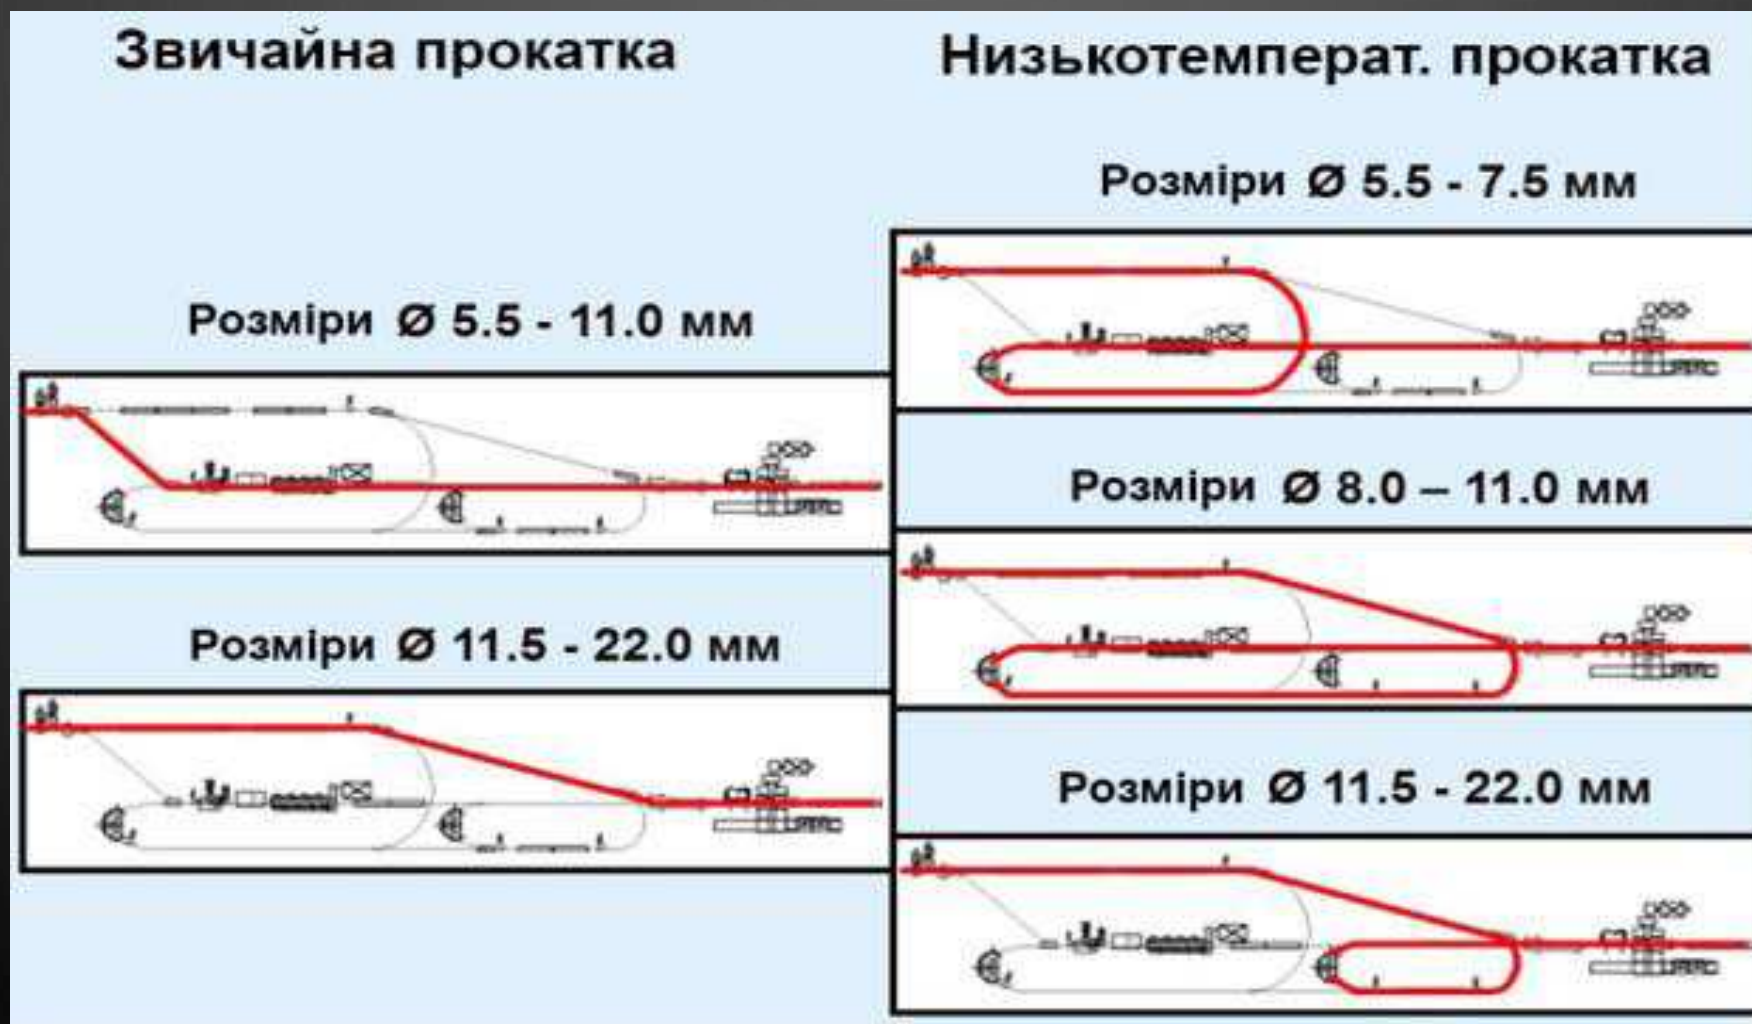 Звичайна прокатка
Розміри Ø 5.5 - 11.0 мм
Розміри Ø 11.5 - 22.0 мм
Низькотемперат. прокатка
Розміри Ø 5.5 - 7.5 мм
Розміри Ø 8.0 – 11.0 мм
Розміри Ø 11.5 - 22.0 мм